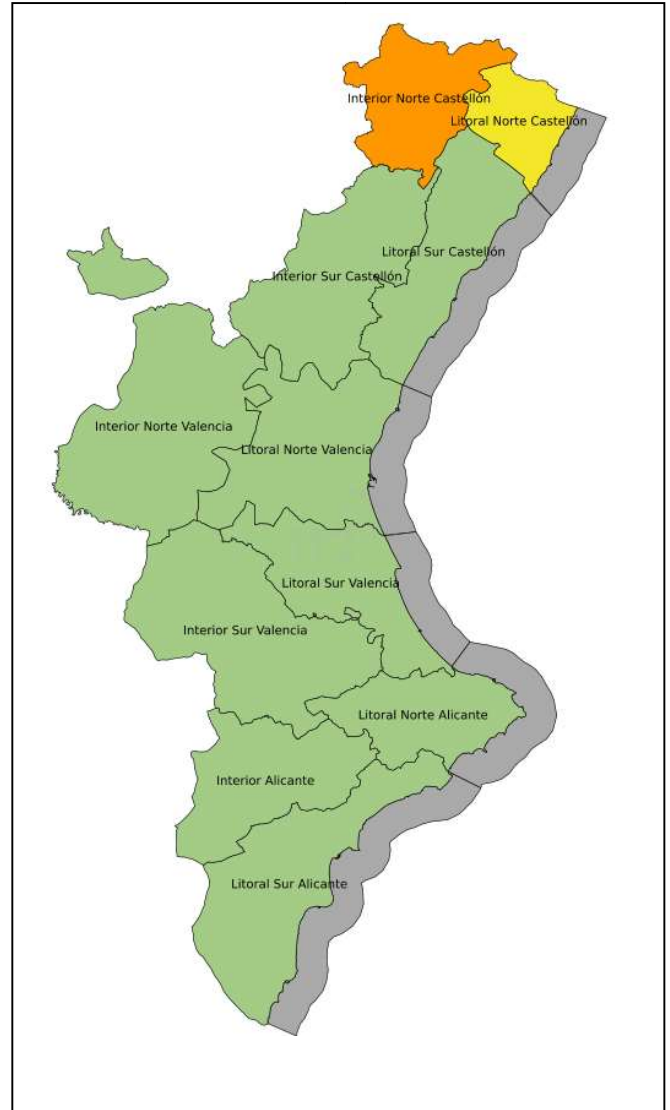 Interior Norte Castellón
Litoral Norte Castellón
Litoral Sur Castellón
Interior Sur Castellón
Interior Norte Valencia
Litoral Norte Valencia
Litoral Sur Valencia
Interior Sur Valencia
Litoral Norte Alicante
Interior Alicante
Litoral Sur Alicante